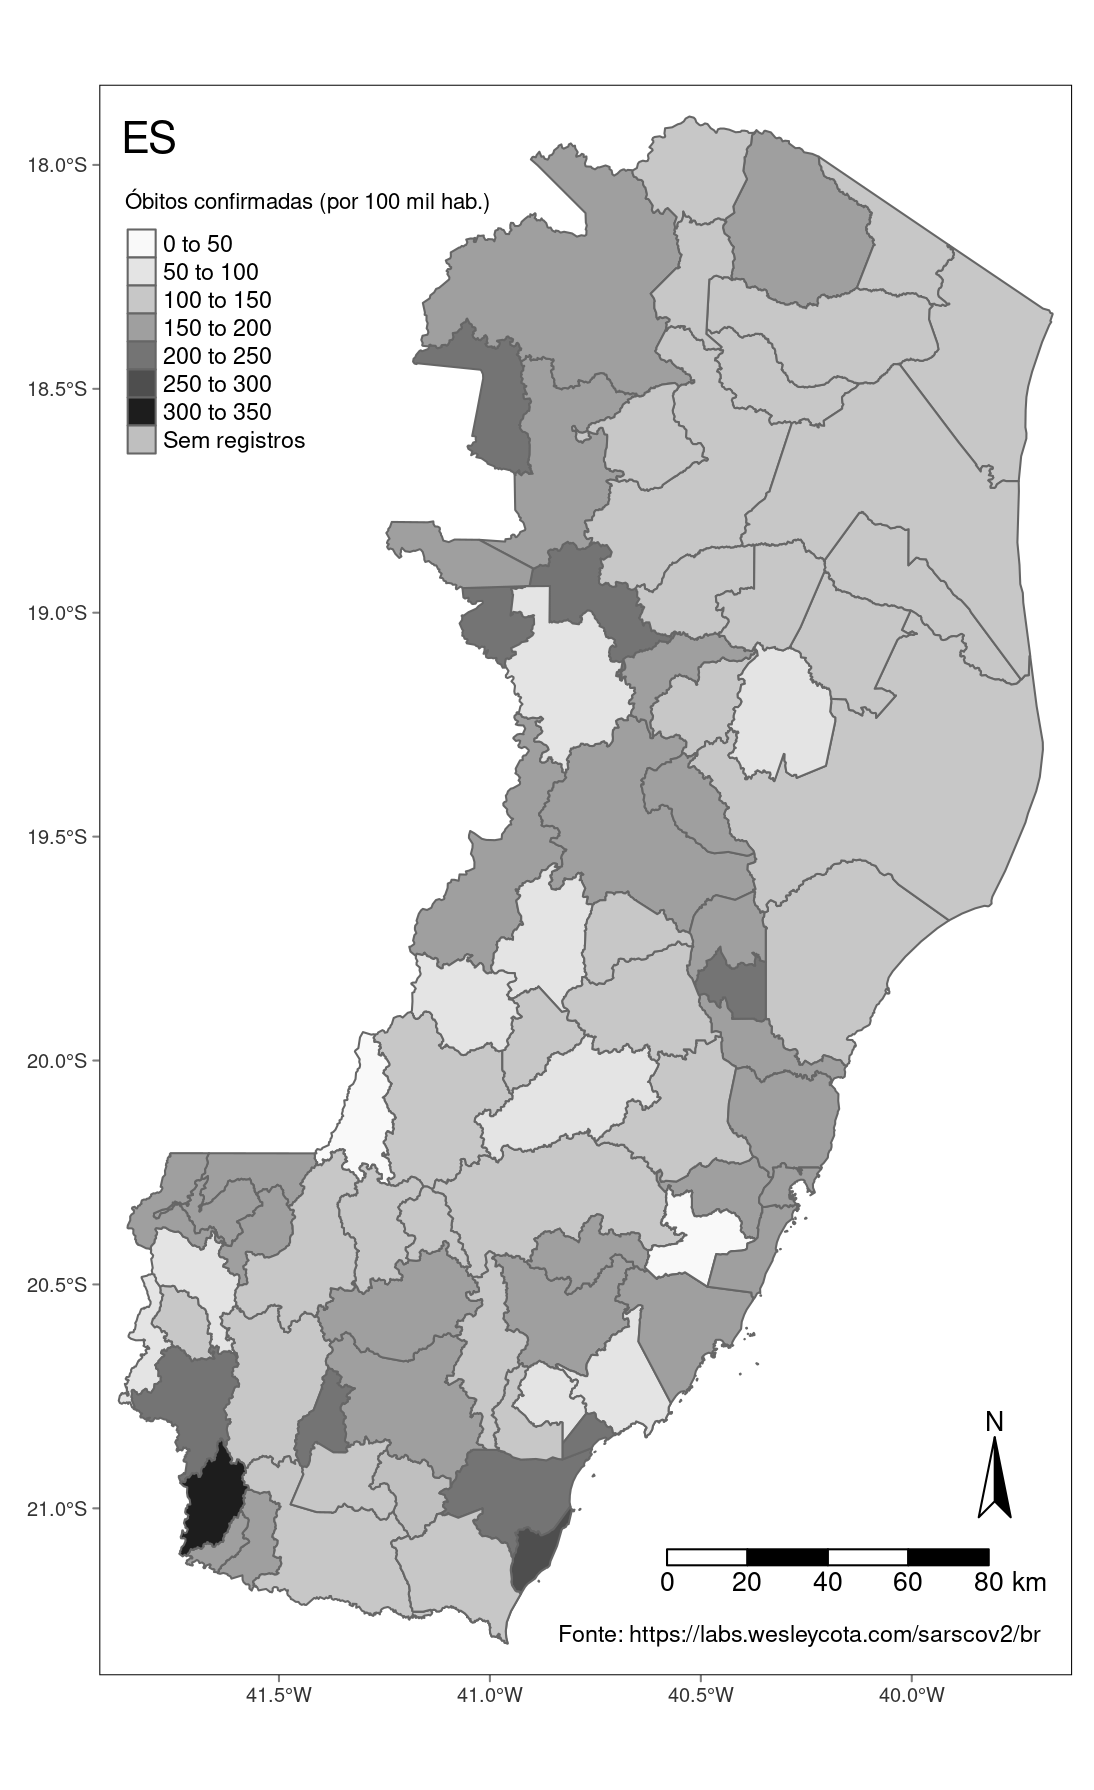 ES
Óbitos confirmadas (por 100 mil hab.)
0 to 50
50 to 100
100 to 150
150 to 200
200 to 250
250 to 300
300 to 350
Sem registros
18.0°S
18.5°S
19.0°S
19.5°S
20.0°S
20.5°S
21.0°S
N
0 20 40 60 80 km
Fonte: https://labs.wesleycota.com/sarscov2/br
41.5°W 41.0°W 40.5°W 40.0°W